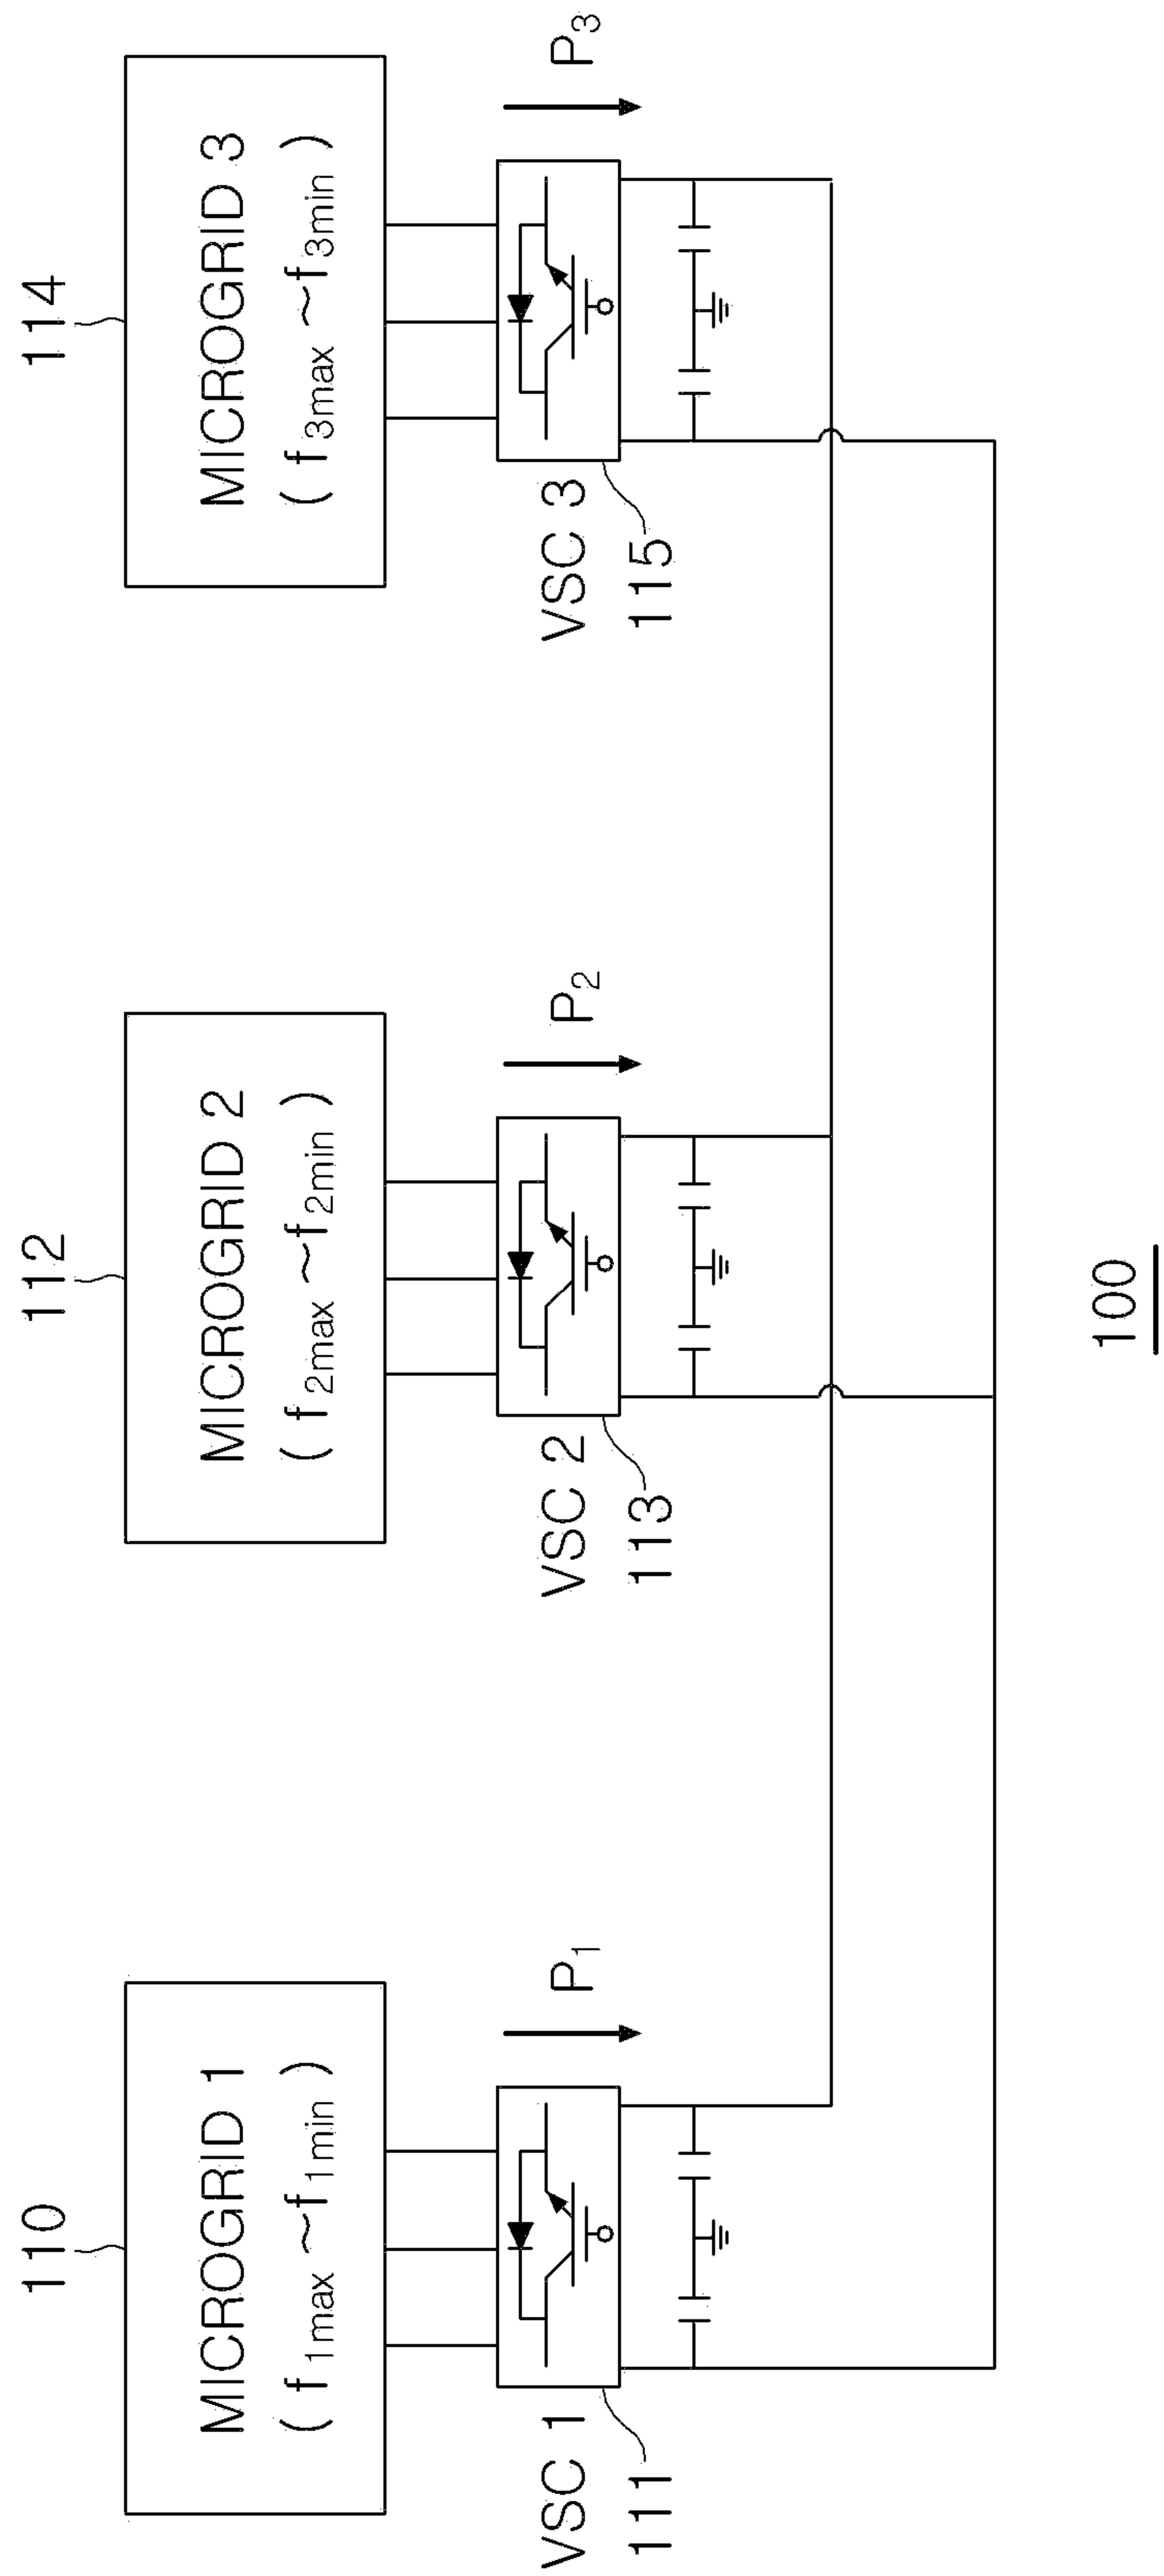 110
MICROGRID 1
( f1max ~f1min )
VSC 1
111
P1
112
MICROGRID 2
( f2max ~f2min )
VSC 2
113
P2
114
MICROGRID 3
( f3max ~f3min )
VSC 3
115
P3
100